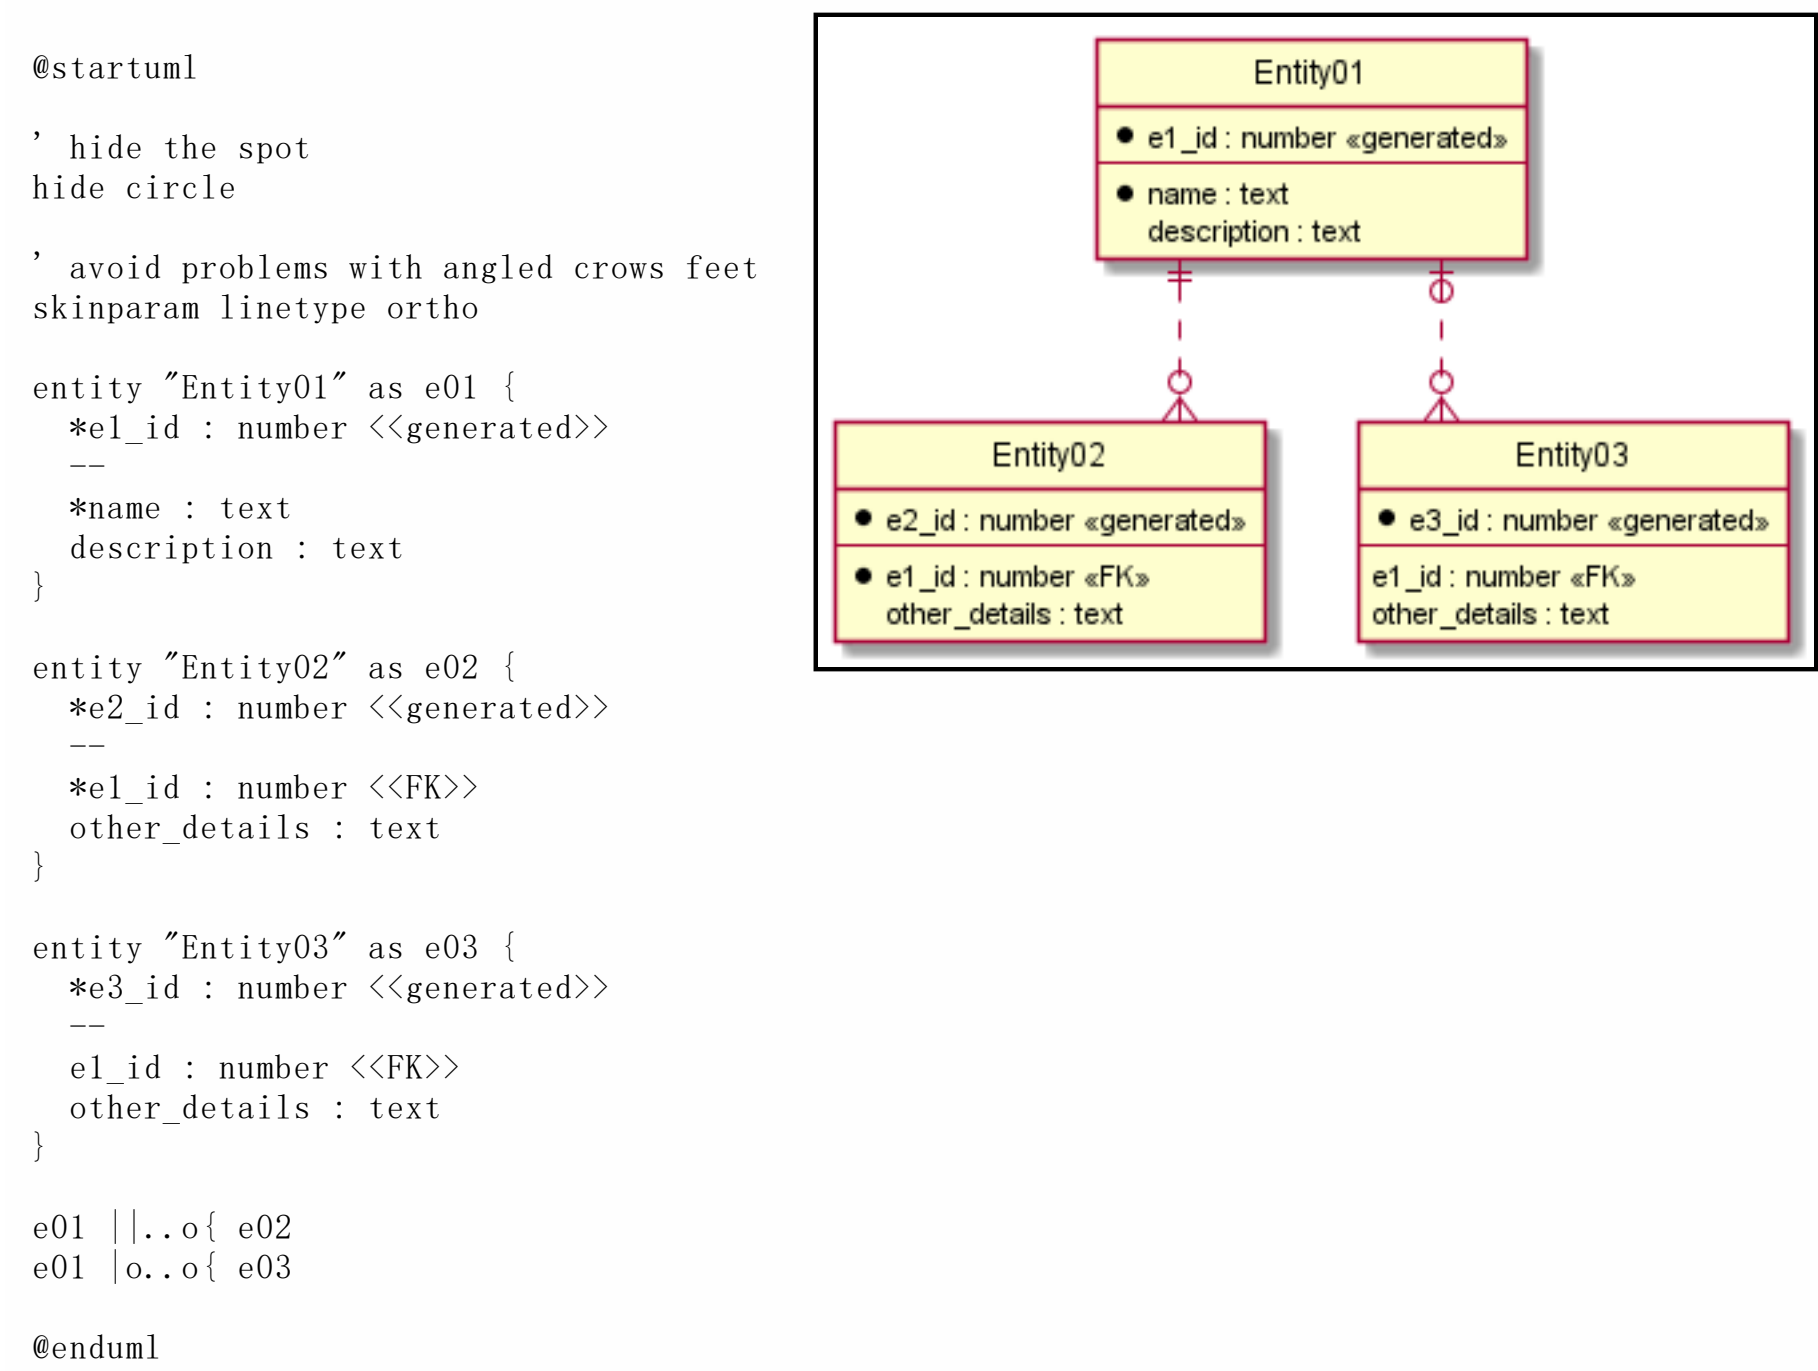 @startuml
' hide the spot
hide circle
' avoid problems with angled crows feet
skinparam linetype ortho
entity "Entity01" as e01 {
*e1_id : number <<generated>>
--
*name : text
description : text
}
entity "Entity02" as e02 {
*e2_id : number <<generated>>
--
*e1_id : number <<FK>>
other_details : text
}
entity "Entity03" as e03 {
*e3_id : number <<generated>>
--
e1_id : number <<FK>>
other_details : text
}
e01 ||..o{ e02
e01 |o..o{ e03
@enduml
Entity01
● e1_id : number «generated»
● name : text
description : text
Entity02
● e2_id : number «generated»
● e1_id : number «FK»
other_details : text
Entity03
● e3_id : number «generated»
e1_id : number «FK»
other_details : text